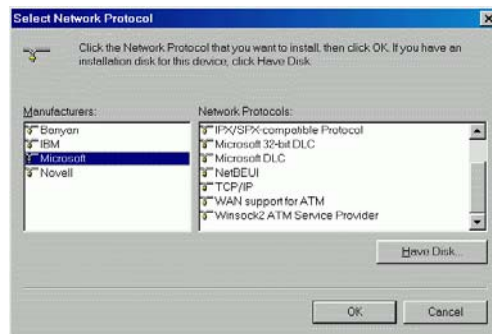 Select Network Protocol
Click the Network Protocol that you want to install, then click OK. If you have an
installation disk for this device, click Have Disk.
Manufacturers:
Banyan
IBM
Microsoft
Novell
Network Protocols:
IPX/SPX-compatible Protocol
Microsoft 32-bit DLC
Microsoft DLC
NetBEUI
TCP/IP
WAN support for ATM
Winsock2 ATM Service Provider
Have Disk...
OK
Cancel